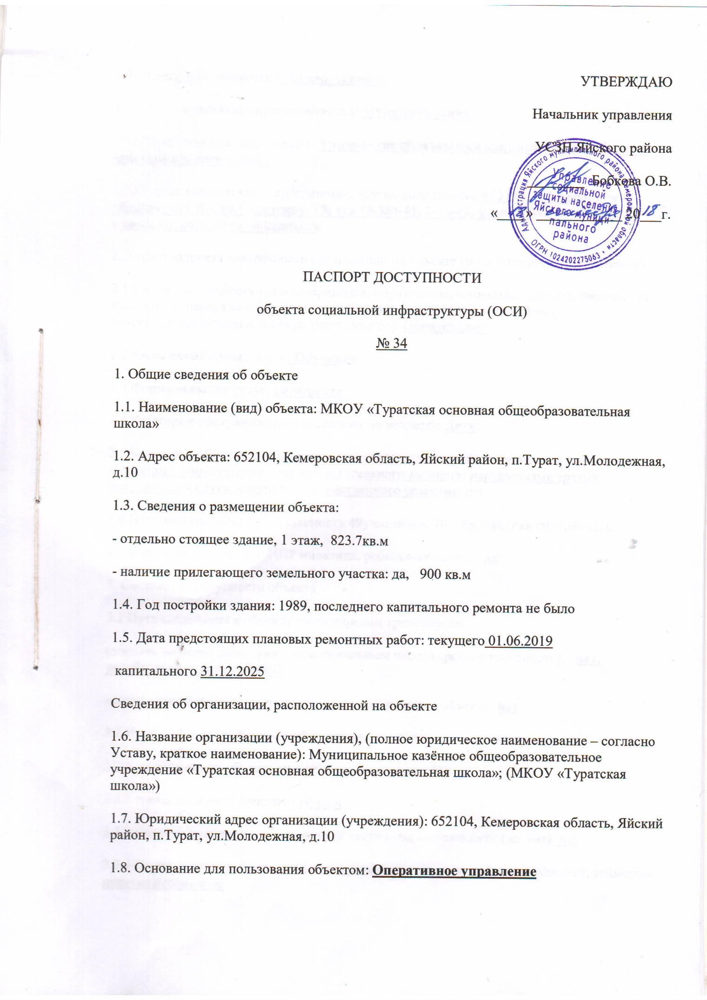 УТВЕРЖДАЮ
Начальник управления
УСЗН Яйского района
Бобкова О.В.
« » 2018г.
Администрация Яйского муниципального района Кемеровской области
ОГРН 1024202275063
Управление
социальной
защиты населения
Яйского муници-
пального
района
ПАСПОРТ ДОСТУПНОСТИ
объекта социальной инфраструктуры (ОСИ)
№ 34
1. Общие сведения об объекте
1.1. Наименование (вид) объекта: МКОУ «Туратская основная общеобразовательная
школа»
1.2. Адрес объекта: 652104, Кемеровская область, Яйский район, п.Турат, ул.Молодежная,
д.10
1.3. Сведения о размещении объекта:
- отдельно стоящее здание, 1 этаж, 823.7кв.м
- наличие прилегающего земельного участка: да, 900 кв.м
1.4. Год постройки здания: 1989, последнего капитального ремонта не было
1.5. Дата предстоящих плановых ремонтных работ: текущего 01.06.2019
капитального 31.12.2025
Сведения об организации, расположенной на объекте
1.6. Название организации (учреждения), (полное юридическое наименование – согласно
Уставу, краткое наименование): Муниципальное казённое общеобразовательное
учреждение «Туратская основная общеобразовательная школа»; (МКОУ «Туратская
школа»)
1.7. Юридический адрес организации (учреждения): 652104, Кемеровская область, Яйский
район, п.Турат, ул.Молодежная, д.10
1.8. Основание для пользования объектом: Оперативное управление